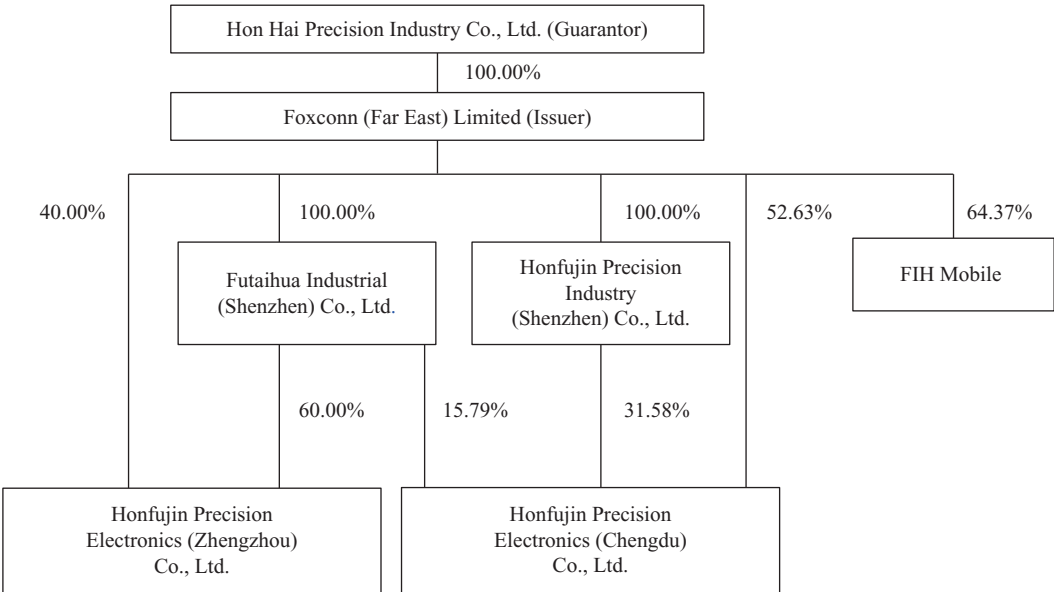 Hon Hai Precision Industry Co., Ltd. (Guarantor)
100.00%
Foxconn (Far East) Limited (Issuer)
40.00%
100.00%
100.00%
52.63%
64.37%
Futaihua Industrial
(Shenzhen) Co., Ltd.
Honfujin Precision
Industry
(Shenzhen) Co., Ltd.
FIH Mobile
60.00%
15.79%
31.58%
Honfujin Precision
Electronics (Zhengzhou)
Co., Ltd.
Honfujin Precision
Electronics (Chengdu)
Co., Ltd.